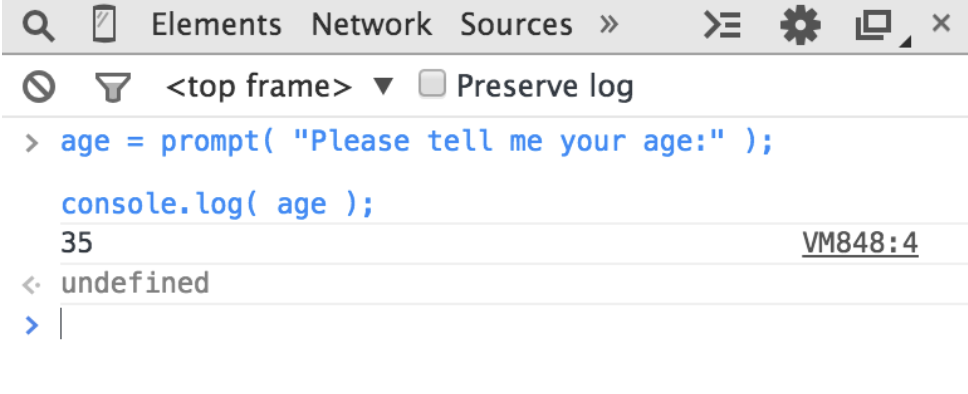 Elements Network Sources »
<top frame> ▼ Preserve log
> age = prompt( "Please tell me your age:" );
console.log( age );
35 VM848:4
undefined
>